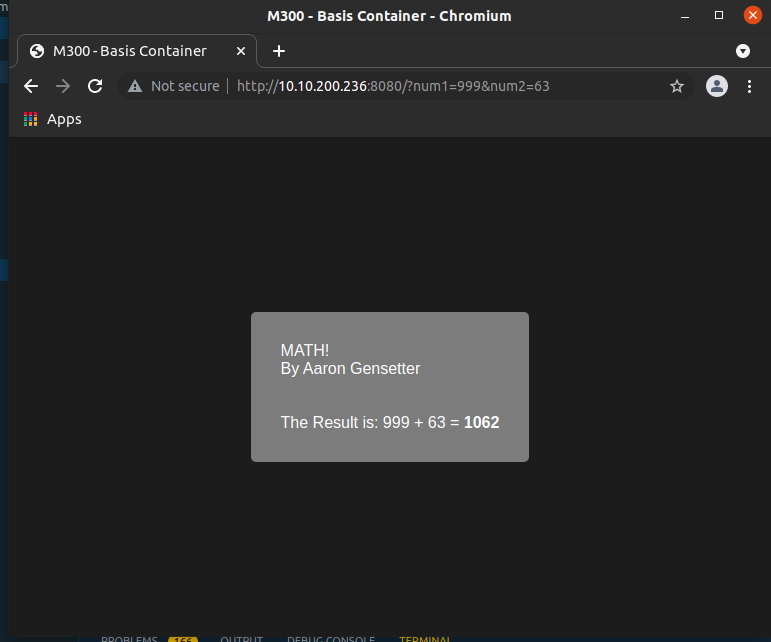 M300 - Basis Container - Chromium
M300 - Basis Container
Not secure | http://10.10.200.236:8080/?num1=999&num2=63
Apps
MATH!
By Aaron Gensetter
The Result is: 999 + 63 = 1062
PROBLEMS 166 OUTPUT DEBUG CONSOLE TERMINAL